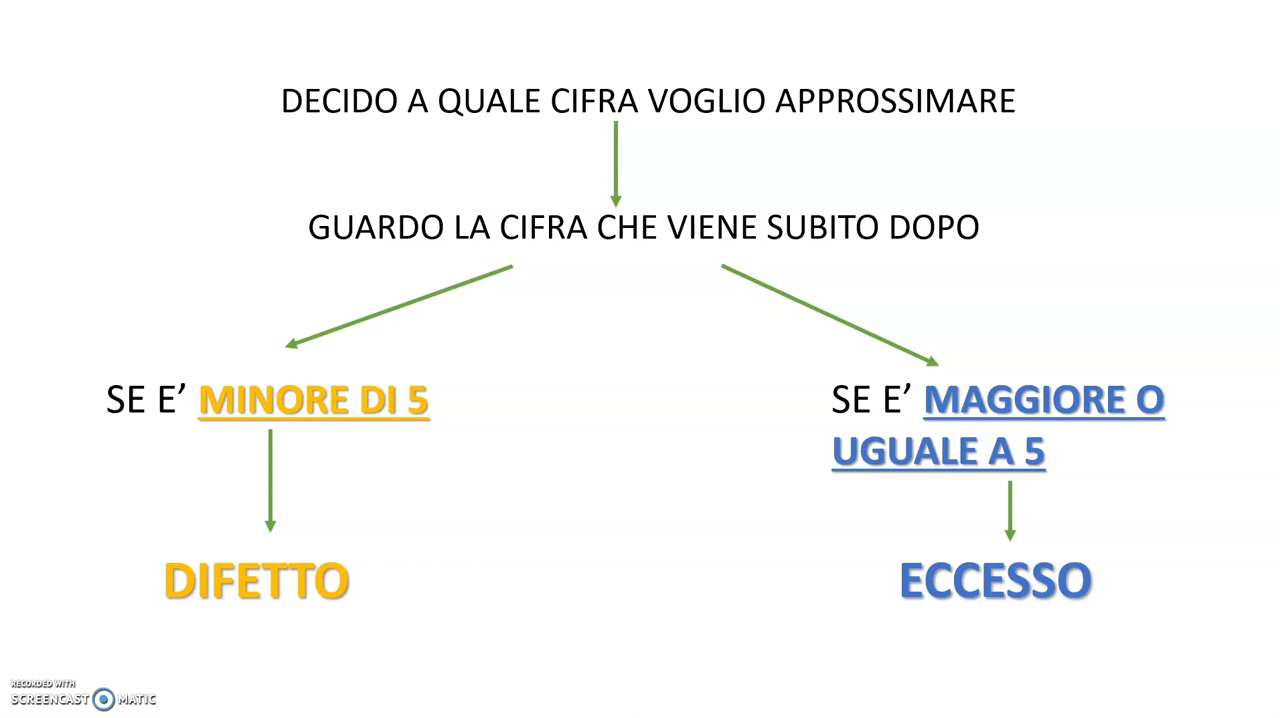 DECIDO A QUALE CIFRA VOGLIO APPROSSIMARE
GUARDO LA CIFRA CHE VIENE SUBITO DOPO
SE E’ MINORE DI 5
SE E’ MAGGIORE O
UGUALE A 5
DIFETTO
ECCESSO
RECORDED WITH
SCREENCAST MATIC